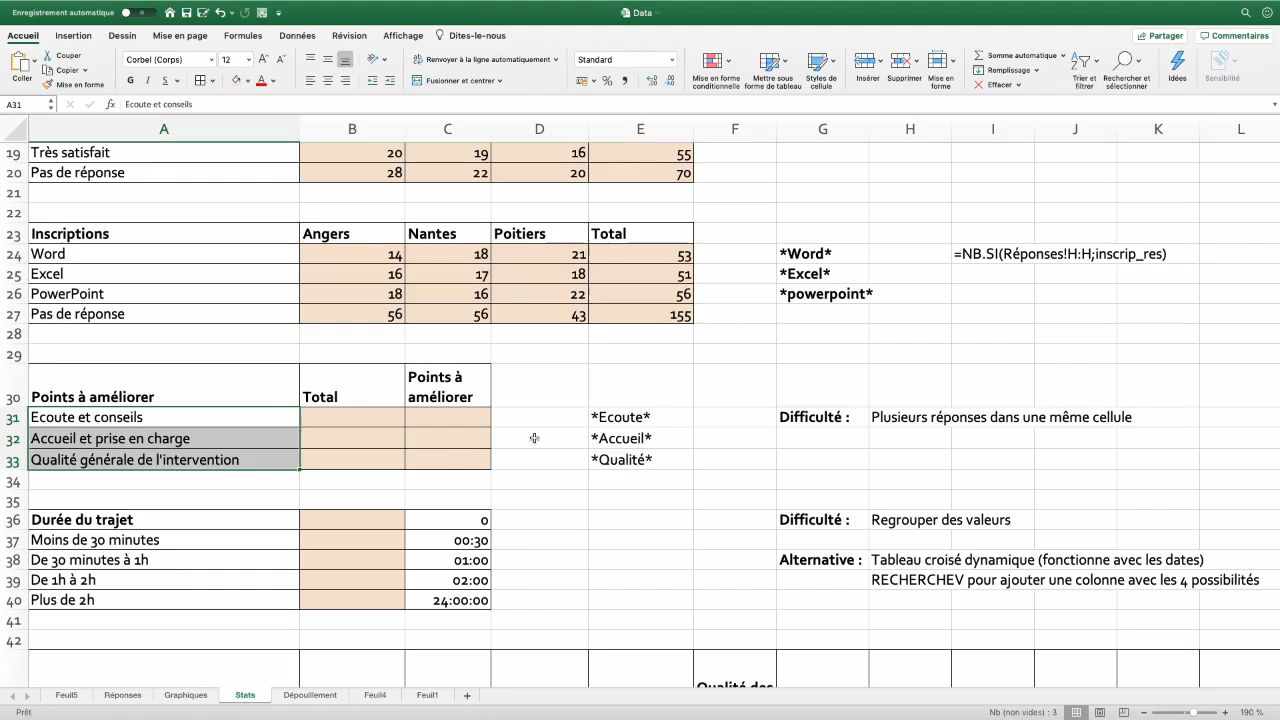 Enregistrement automatique
Data
Accueil Insertion Dessin Mise en page Formules Données Révision Affichage Dites-le-nous Partager Commentaires
Coller
Couper
Copier
Mise en forme
Corbel (Corps) 12
G I S
Renvoyer à la ligne automatiquement
Fusionner et centrer
Standard
Mise en forme conditionnelle
Mettre sous forme de tableau
Styles de cellule
Insérer
Supprimer
Mise en forme
Somme automatique
Remplissage
Effacer
Trier et filtrer
Rechercher et sélectionner
Idées
Sensibilité
A31 fx Ecoute et conseils
A B C D E F G H I J K L
19 Très satisfait 20 19 16 55
20 Pas de réponse 28 22 20 70
21
22
23 Inscriptions Angers Nantes Poitiers Total
24 Word 14 18 21 53 *Word* =NB.SI(Réponses!H:H;inscrip_res)
25 Excel 16 17 18 51 *Excel*
26 PowerPoint 18 16 22 56 *powerpoint*
27 Pas de réponse 56 56 43 155
28
29
30 Points à améliorer Total Points à améliorer
31 Ecoute et conseils *Ecoute* Difficulté : Plusieurs réponses dans une même cellule
32 Accueil et prise en charge *Accueil*
33 Qualité générale de l'intervention *Qualité*
34
35
36 Durée du trajet 0 Difficulté : Regrouper des valeurs
37 Moins de 30 minutes 00:30
38 De 30 minutes à 1h 01:00 Alternative : Tableau croisé dynamique (fonctionne avec les dates)
39 De 1h à 2h 02:00 RECHERCHEV pour ajouter une colonne avec les 4 possibilités
40 Plus de 2h 24:00:00
41
42
Qualité des
Feuil5 Réponses Graphiques Stats Dépouillement Feuil4 Feuil1 +
Prêt Nb (non vides) : 3 190 %